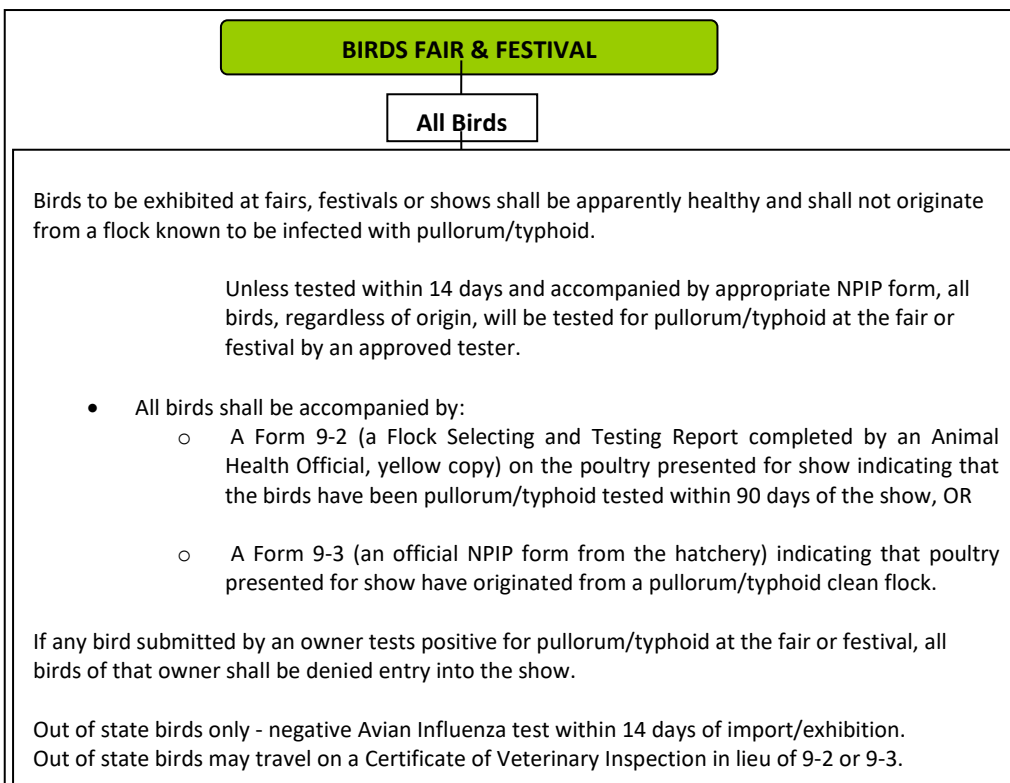 BIRDS FAIR & FESTIVAL
All Birds
Birds to be exhibited at fairs, festivals or shows shall be apparently healthy and shall not originate
from a flock known to be infected with pullorum/typhoid.
Unless tested within 14 days and accompanied by appropriate NPIP form, all
birds, regardless of origin, will be tested for pullorum/typhoid at the fair or
festival by an approved tester.
• All birds shall be accompanied by:
o A Form 9-2 (a Flock Selecting and Testing Report completed by an Animal
Health Official, yellow copy) on the poultry presented for show indicating that
the birds have been pullorum/typhoid tested within 90 days of the show, OR
o A Form 9-3 (an official NPIP form from the hatchery) indicating that poultry
presented for show have originated from a pullorum/typhoid clean flock.
If any bird submitted by an owner tests positive for pullorum/typhoid at the fair or festival, all
birds of that owner shall be denied entry into the show.
Out of state birds only - negative Avian Influenza test within 14 days of import/exhibition.
Out of state birds may travel on a Certificate of Veterinary Inspection in lieu of 9-2 or 9-3.